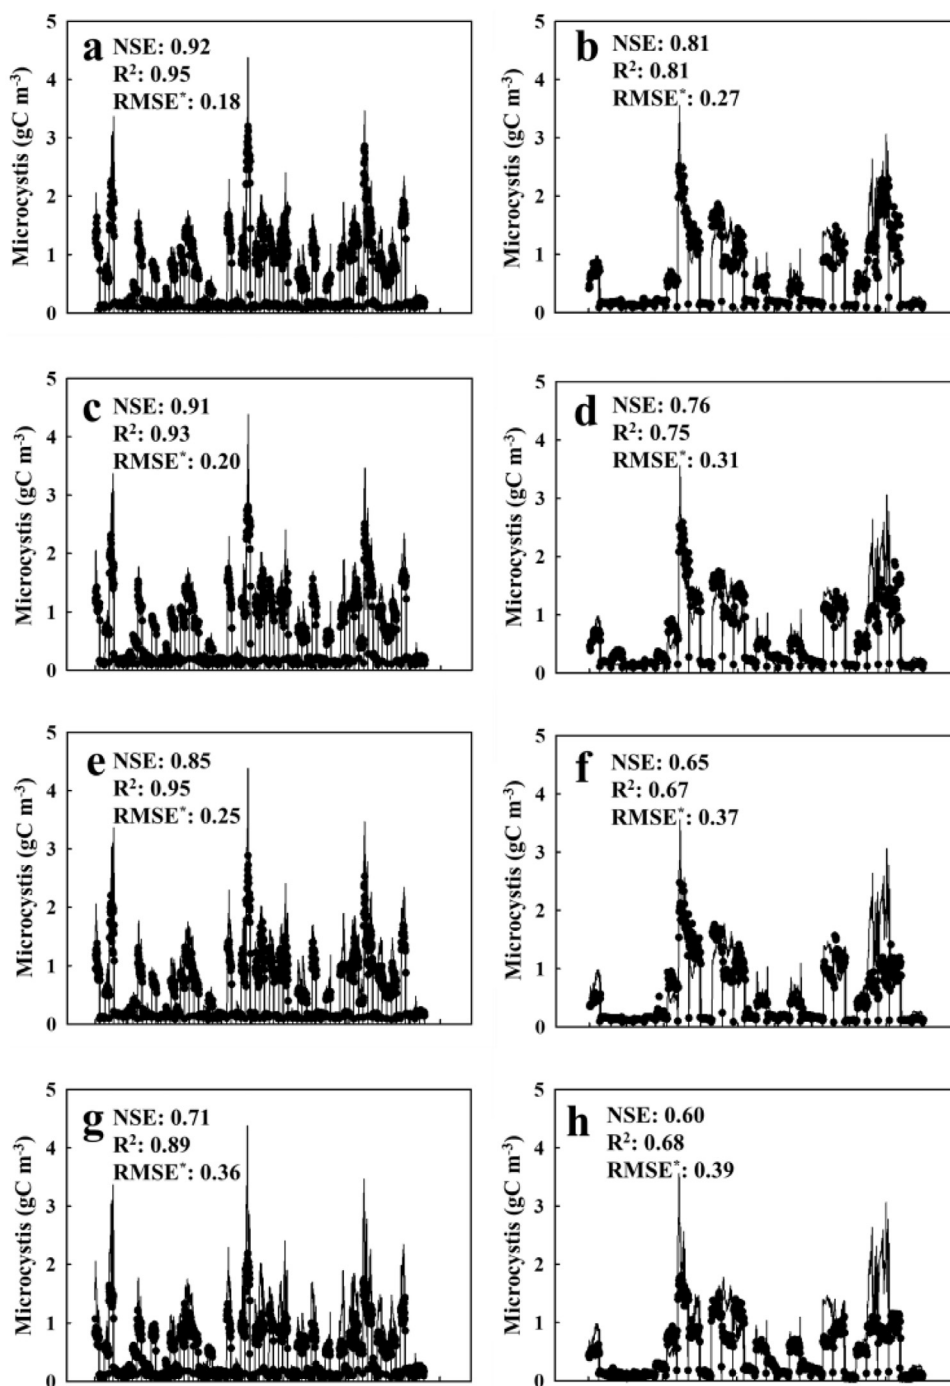 5
4
3
2
1
0
Microcystis (gC m⁻³)
a
NSE: 0.92
R²: 0.95
RMSE*: 0.18
5
4
3
2
1
0
Microcystis (gC m⁻³)
b
NSE: 0.81
R²: 0.81
RMSE*: 0.27
5
4
3
2
1
0
Microcystis (gC m⁻³)
c
NSE: 0.91
R²: 0.93
RMSE*: 0.20
5
4
3
2
1
0
Microcystis (gC m⁻³)
d
NSE: 0.76
R²: 0.75
RMSE*: 0.31
5
4
3
2
1
0
Microcystis (gC m⁻³)
e
NSE: 0.85
R²: 0.95
RMSE*: 0.25
5
4
3
2
1
0
Microcystis (gC m⁻³)
f
NSE: 0.65
R²: 0.67
RMSE*: 0.37
5
4
3
2
1
0
Microcystis (gC m⁻³)
g
NSE: 0.71
R²: 0.89
RMSE*: 0.36
5
4
3
2
1
0
Microcystis (gC m⁻³)
h
NSE: 0.60
R²: 0.68
RMSE*: 0.39